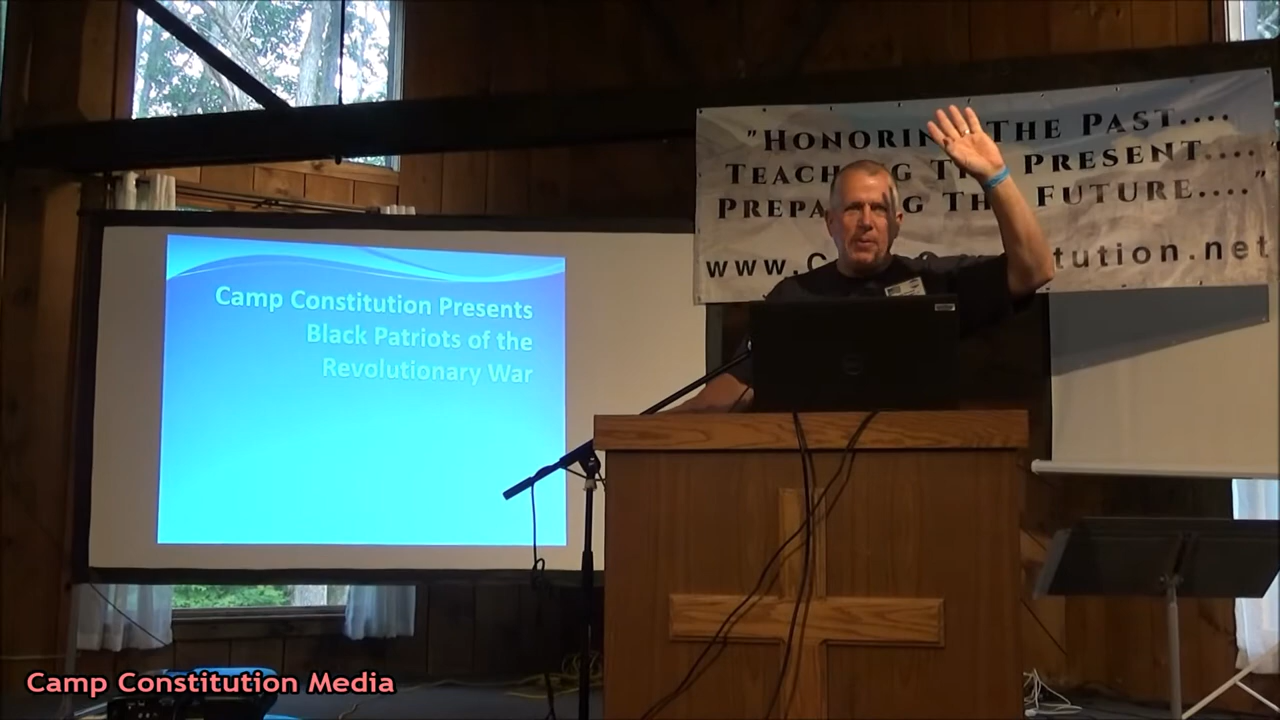 "Honorin The Past....
Teach Th Present....
Prepa g Th Future...."
www.C tution.net
Camp Constitution Presents
Black Patriots of the
Revolutionary War
Camp Constitution Media